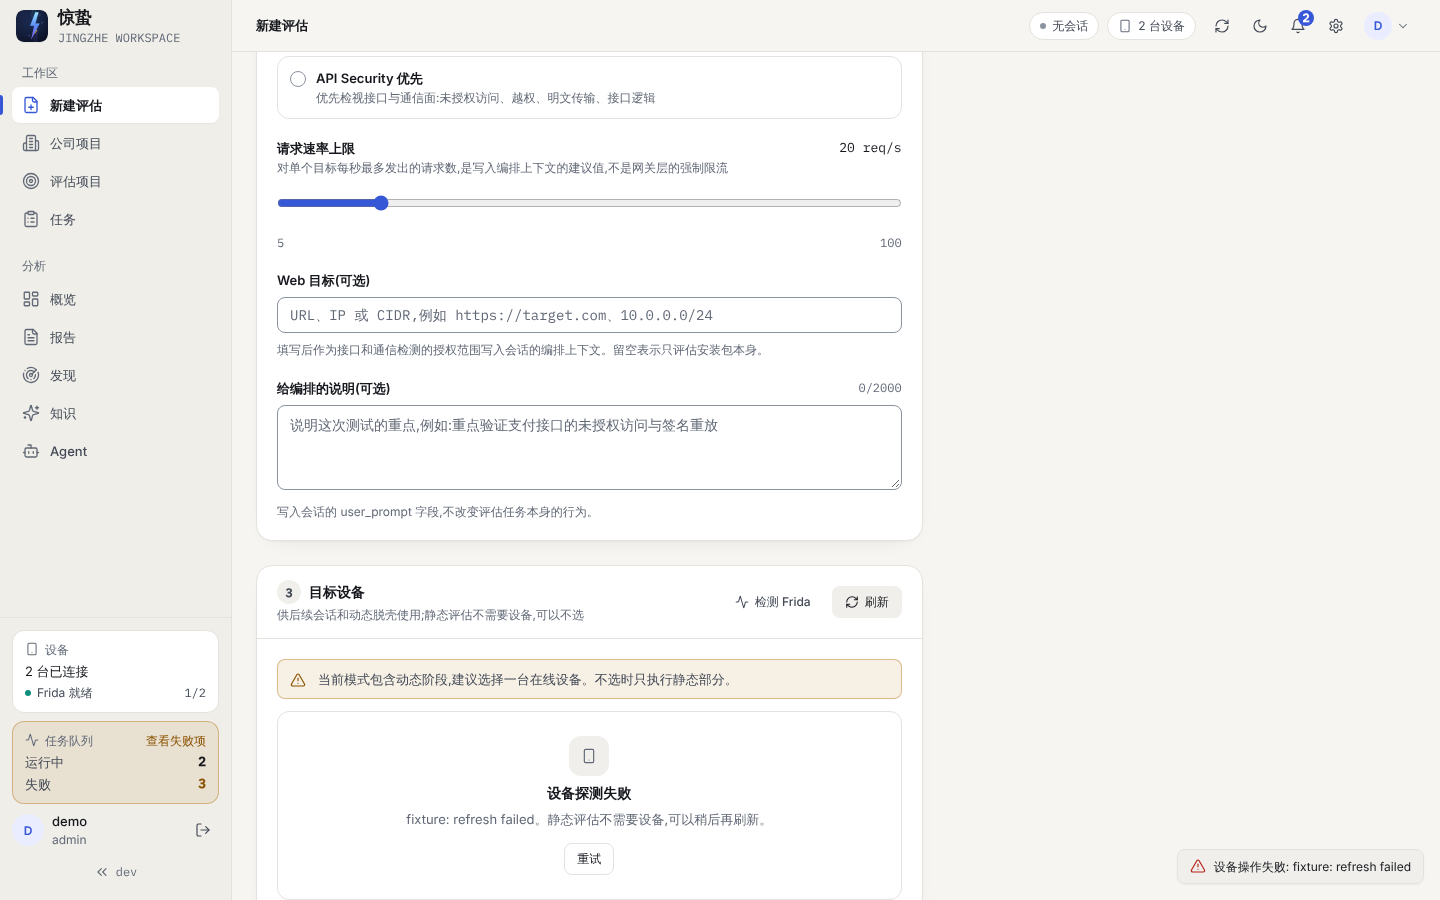 惊蛰
JINGZHE WORKSPACE
工作区
新建评估
公司项目
评估项目
任务
分析
概览
报告
发现
知识
Agent
设备
2 台已连接
Frida 就绪 1/2
任务队列 查看失败项
运行中 2
失败 3
D
demo
admin
dev
新建评估
无会话
2 台设备
2
D
API Security 优先
优先检视接口与通信面:未授权访问、越权、明文传输、接口逻辑
请求速率上限 20 req/s
对单个目标每秒最多发出的请求数,是写入编排上下文的建议值,不是网关层的强制限流
5 100
Web 目标(可选)
URL、IP 或 CIDR,例如 https://target.com、10.0.0.0/24
填写后作为接口和通信检测的授权范围写入会话的编排上下文。留空表示只评估安装包本身。
给编排的说明(可选) 0/2000
说明这次测试的重点,例如:重点验证支付接口的未授权访问与签名重放
写入会话的 user_prompt 字段,不改变评估任务本身的行为。
3 目标设备
供后续会话和动态脱壳使用;静态评估不需要设备,可以不选
检测 Frida
刷新
当前模式包含动态阶段,建议选择一台在线设备。不选时只执行静态部分。
设备探测失败
fixture: refresh failed。静态评估不需要设备,可以稍后再刷新。
重试
设备操作失败: fixture: refresh failed